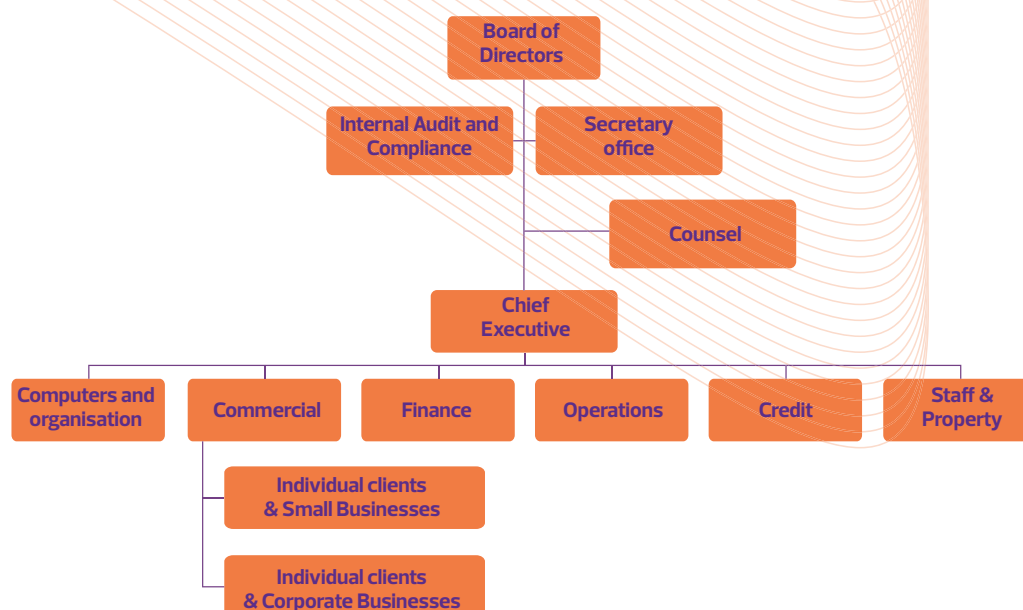 Board of
Directors
Internal Audit and
Compliance
Secretary
office
Counsel
Chief
Executive
Computers and
organisation
Commercial
Finance
Operations
Credit
Staff &
Property
Individual clients
& Small Businesses
Individual clients
& Corporate Businesses